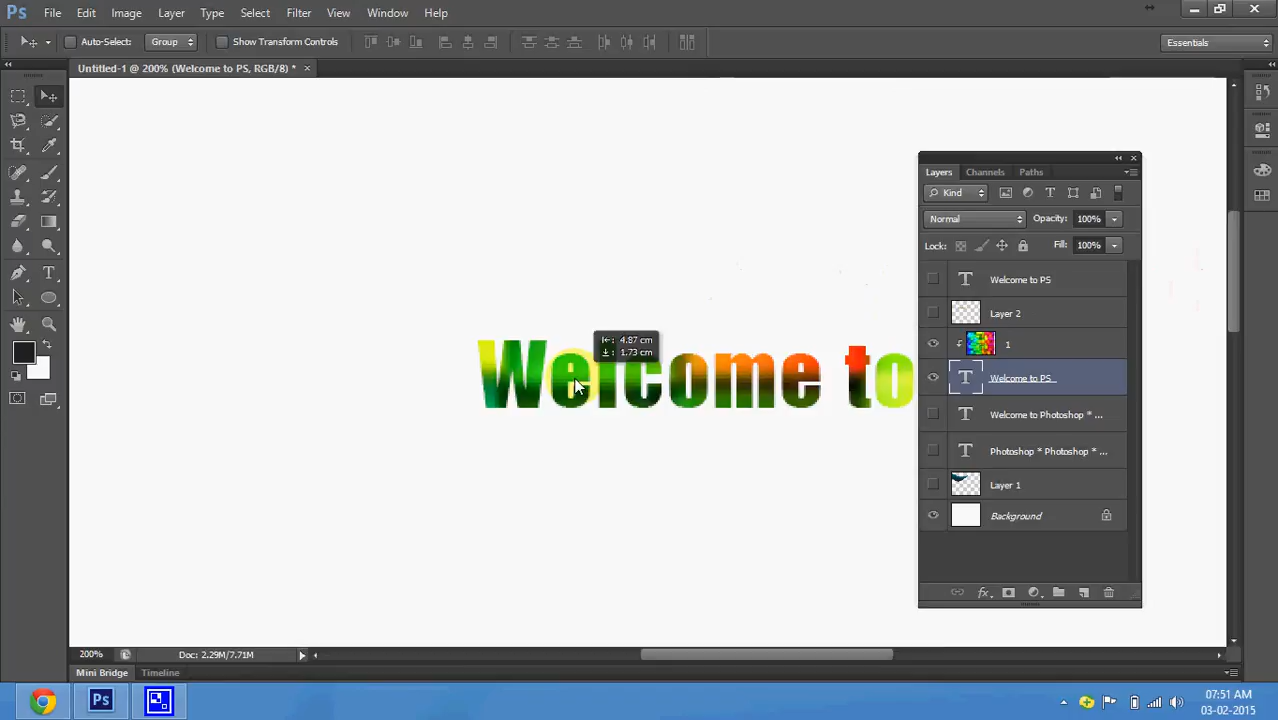 Ps File Edit Image Layer Type Select Filter View Window Help
Auto-Select: Group Show Transform Controls Essentials
Untitled-1 @ 200% (Welcome to PS, RGB/8) * ×
Layers Channels Paths
Kind
Normal Opacity: 100%
Lock: Fill: 100%
T Welcome to PS
Layer 2
1
T Welcome to PS
T Welcome to Photoshop * ...
T Photoshop * Photoshop * ...
Layer 1
Background
4.87 cm
1.73 cm
Welcome to
200% Doc: 2.29M/7.71M
Mini Bridge Timeline
Ps
07:51 AM
03-02-2015